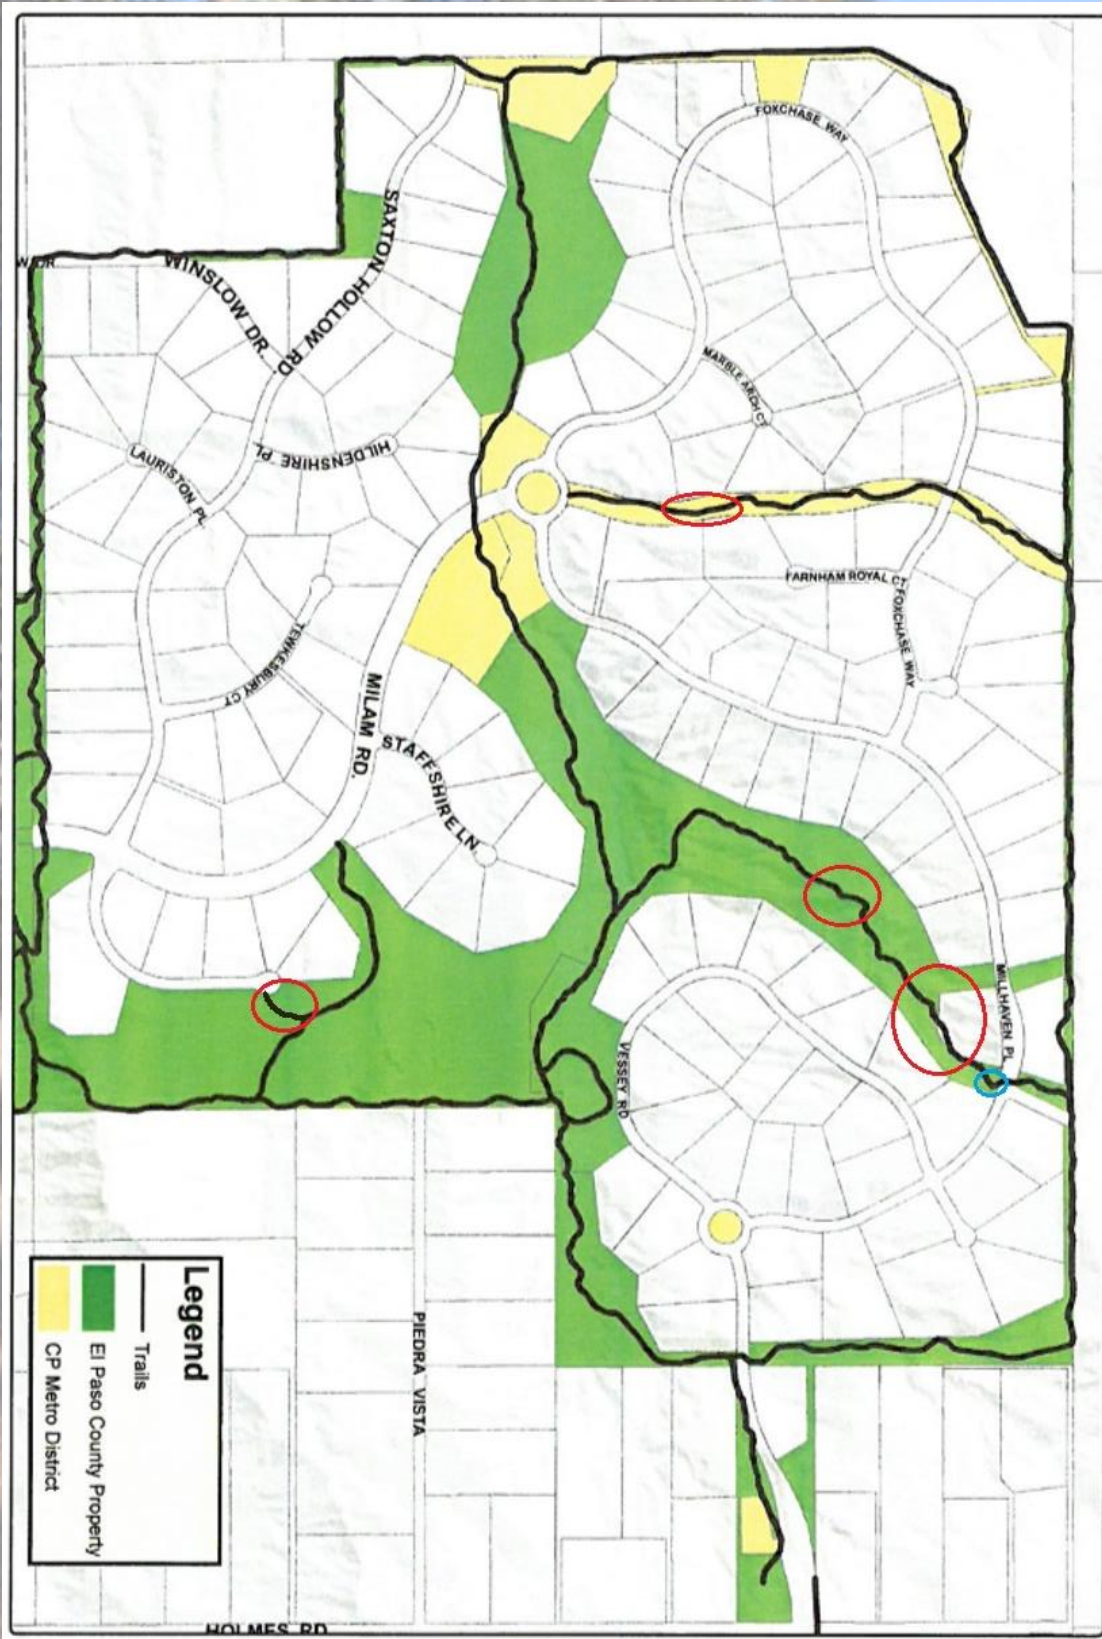 FOXCHASE WAY
SAXTON HOLLOW RD.
WINSLOW DR.
MARBLE ARCH CT
HILDENSHIRE PL
LAURISTON PL
FARNHAM ROYAL CT
FOXCHASE WAY
TEWKESBURY CT
MILAM RD.
STAFFSHIRE LN
MILLHAVEN PL
VESSEY RD
PIEDRA VISTA
HOLMES RD
Legend
Trails
El Paso County Property
CP Metro District